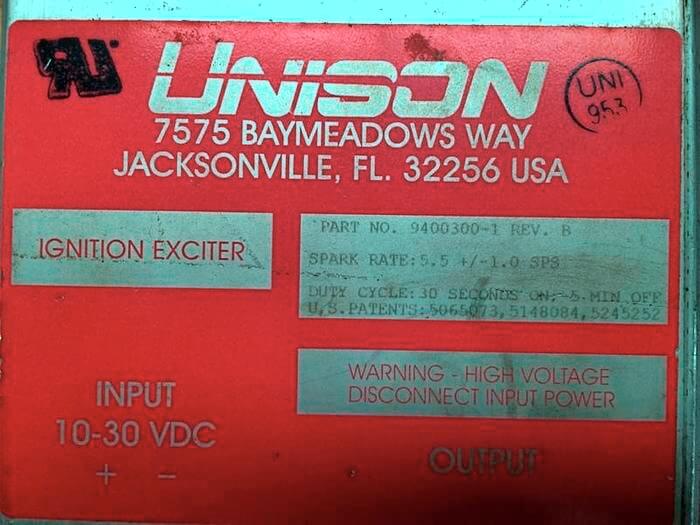 UNISON
UNI
953
7575 BAYMEADOWS WAY
JACKSONVILLE, FL. 32256 USA
IGNITION EXCITER
PART NO. 9400300-1 REV. B
SPARK RATE: 5.5 +/-1.0 SPS
DUTY CYCLE: 30 SECONDS ON; 5 MIN OFF
U.S. PATENTS: 5065073, 5148084, 5245252
WARNING - HIGH VOLTAGE
DISCONNECT INPUT POWER
INPUT
10-30 VDC
+ -
OUTPUT